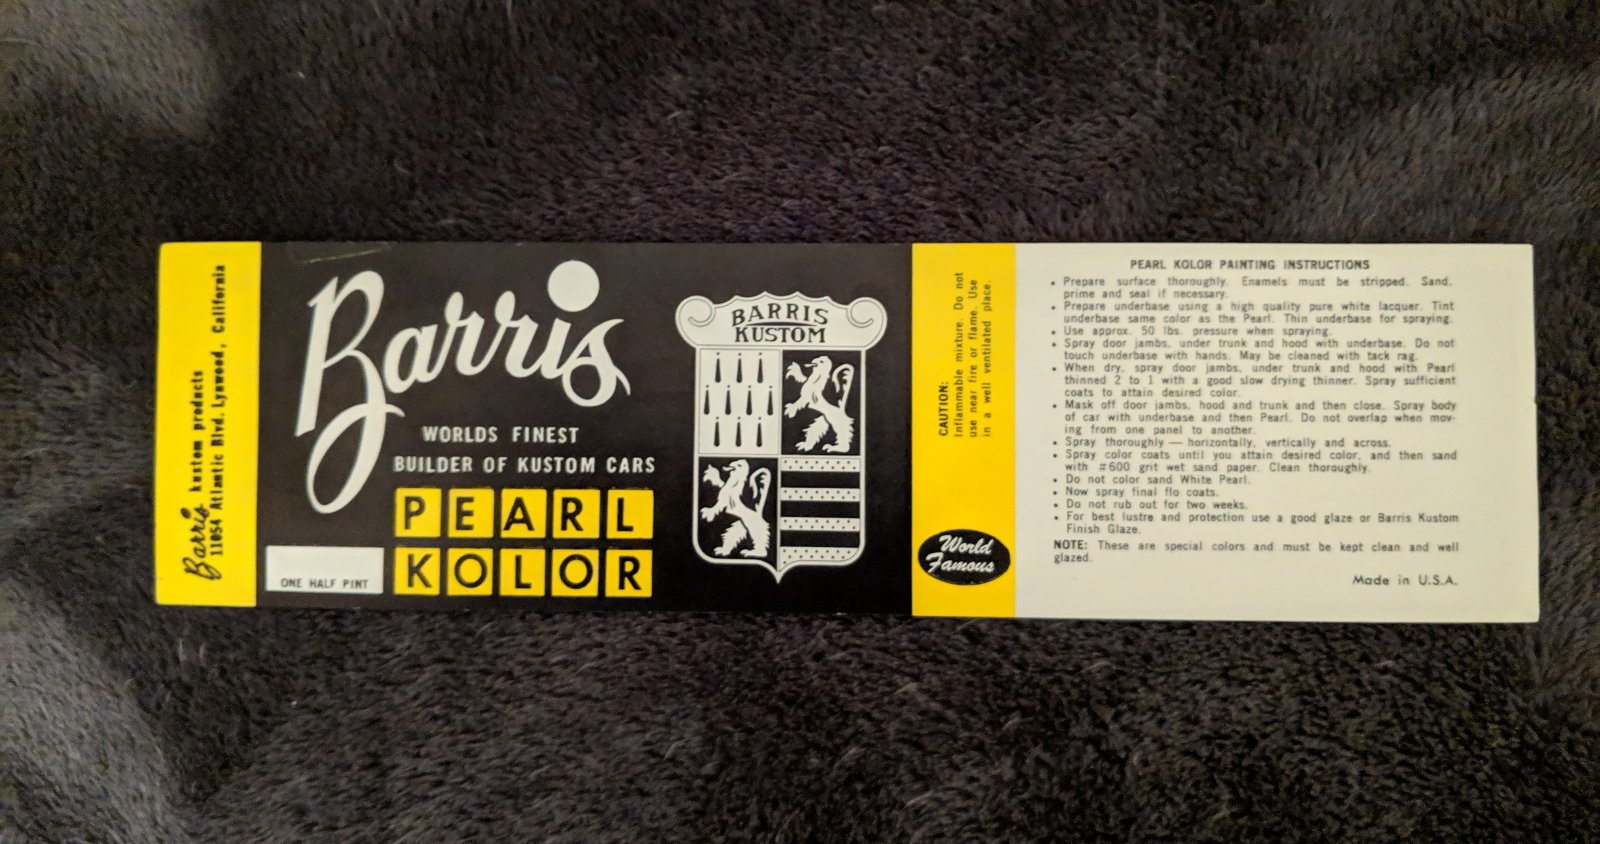 Barris kustom products
11054 Atlantic Blvd. Lynwood, California
Barris
WORLDS FINEST
BUILDER OF KUSTOM CARS
PEARL
KOLOR
ONE HALF PINT
BARRIS
KUSTOM
CAUTION:
Inflammable mixture. Do not
use near fire or flame. Use
in a well ventilated place.
World
Famous
PEARL KOLOR PAINTING INSTRUCTIONS
• Prepare surface thoroughly. Enamels must be stripped. Sand,
prime and seal if necessary.
• Prepare underbase using a high quality pure white lacquer. Tint
underbase same color as the Pearl. Thin underbase for spraying.
• Use approx. 50 lbs. pressure when spraying.
• Spray door jambs, under trunk and hood with underbase. Do not
touch underbase with hands. May be cleaned with tack rag.
• When dry, spray door jambs, under trunk and hood with Pearl
thinned 2 to 1 with a good slow drying thinner. Spray sufficient
coats to attain desired color.
• Mask off door jambs, hood and trunk and then close. Spray body
of car with underbase and then Pearl. Do not overlap when mov-
ing from one panel to another.
• Spray thoroughly — horizontally, vertically and across.
• Spray color coats until you attain desired color, and then sand
with #600 grit wet sand paper. Clean thoroughly.
• Do not color sand White Pearl.
• Now spray final flo coats.
• Do not rub out for two weeks.
• For best lustre and protection use a good glaze or Barris Kustom
Finish Glaze.
NOTE: These are special colors and must be kept clean and well
glazed.
Made in U.S.A.